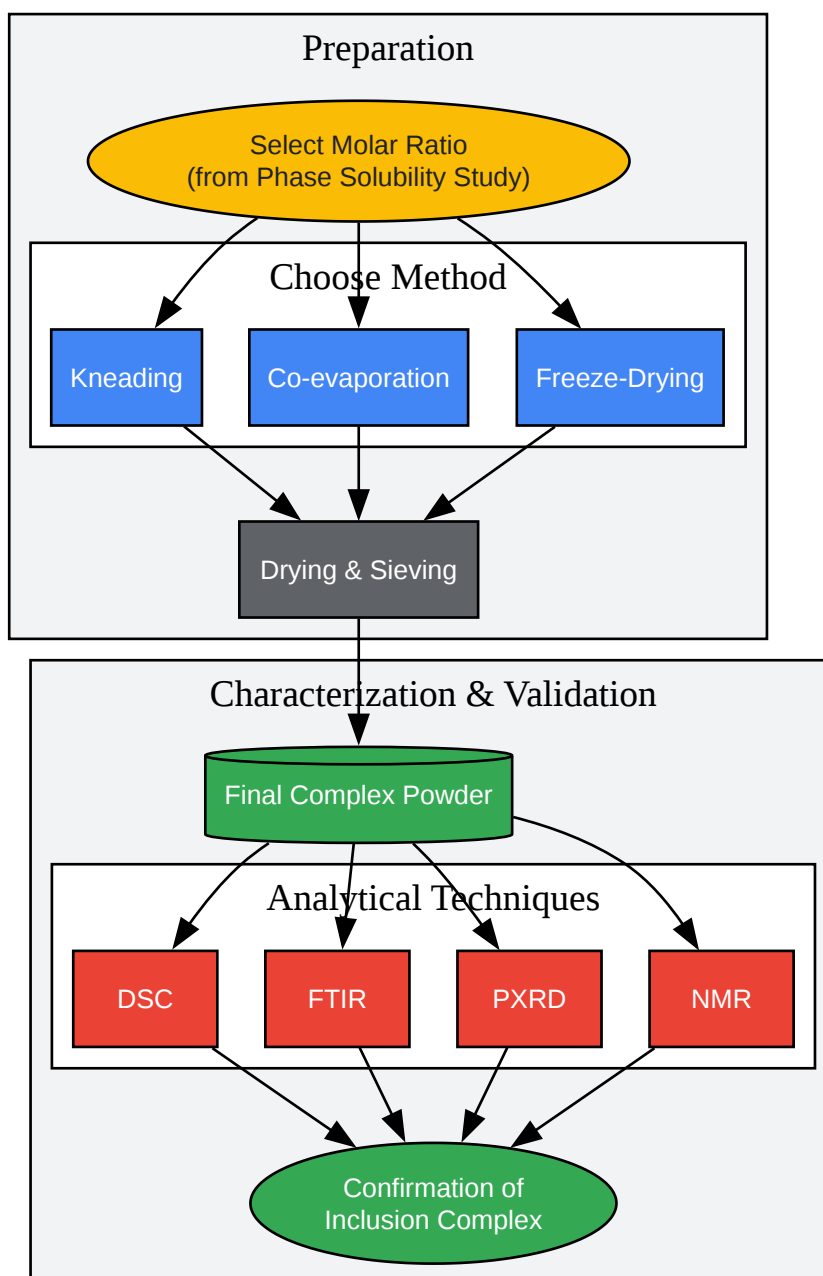 Preparation
Select Molar Ratio
(from Phase Solubility Study)
Choose Method
Kneading
Co-evaporation
Freeze-Drying
Drying & Sieving
Characterization & Validation
Final Complex Powder
Analytical Techniques
DSC
FTIR
PXRD
NMR
Confirmation of
Inclusion Complex